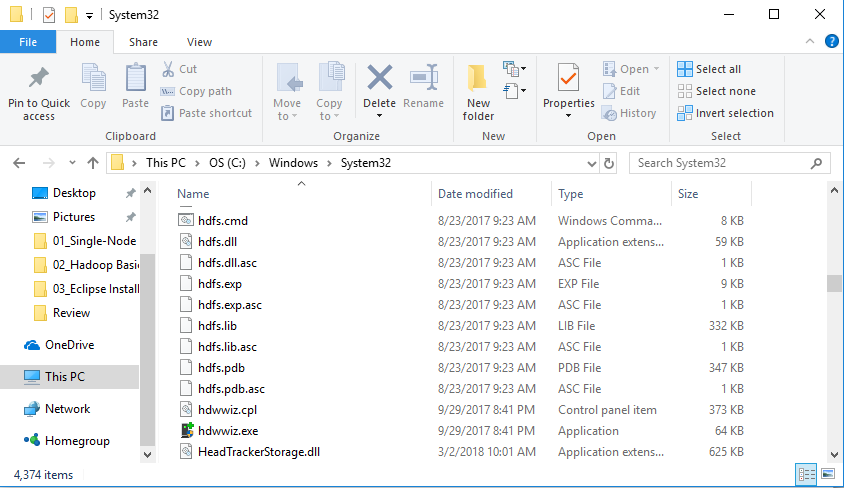 System32
File Home Share View
Pin to Quick access
Copy
Paste
Cut
Copy path
Paste shortcut
Clipboard
Move to
Copy to
Delete
Rename
Organize
New folder
New
Properties
Open
Edit
History
Open
Select all
Select none
Invert selection
Select
This PC OS (C:) Windows System32
Search System32
Desktop
Pictures
01_Single-Node
02_Hadoop Basic
03_Eclipse Install
Review
OneDrive
This PC
Network
Homegroup
Name Date modified Type Size
hdfs.cmd 8/23/2017 9:23 AM Windows Comma... 8 KB
hdfs.dll 8/23/2017 9:23 AM Application extens... 59 KB
hdfs.dll.asc 8/23/2017 9:23 AM ASC File 1 KB
hdfs.exp 8/23/2017 9:23 AM EXP File 9 KB
hdfs.exp.asc 8/23/2017 9:23 AM ASC File 1 KB
hdfs.lib 8/23/2017 9:23 AM LIB File 332 KB
hdfs.lib.asc 8/23/2017 9:23 AM ASC File 1 KB
hdfs.pdb 8/23/2017 9:23 AM PDB File 347 KB
hdfs.pdb.asc 8/23/2017 9:23 AM ASC File 1 KB
hdwwiz.cpl 9/29/2017 8:41 PM Control panel item 373 KB
hdwwiz.exe 9/29/2017 8:41 PM Application 64 KB
HeadTrackerStorage.dll 3/2/2018 10:01 AM Application extens... 625 KB
4,374 items